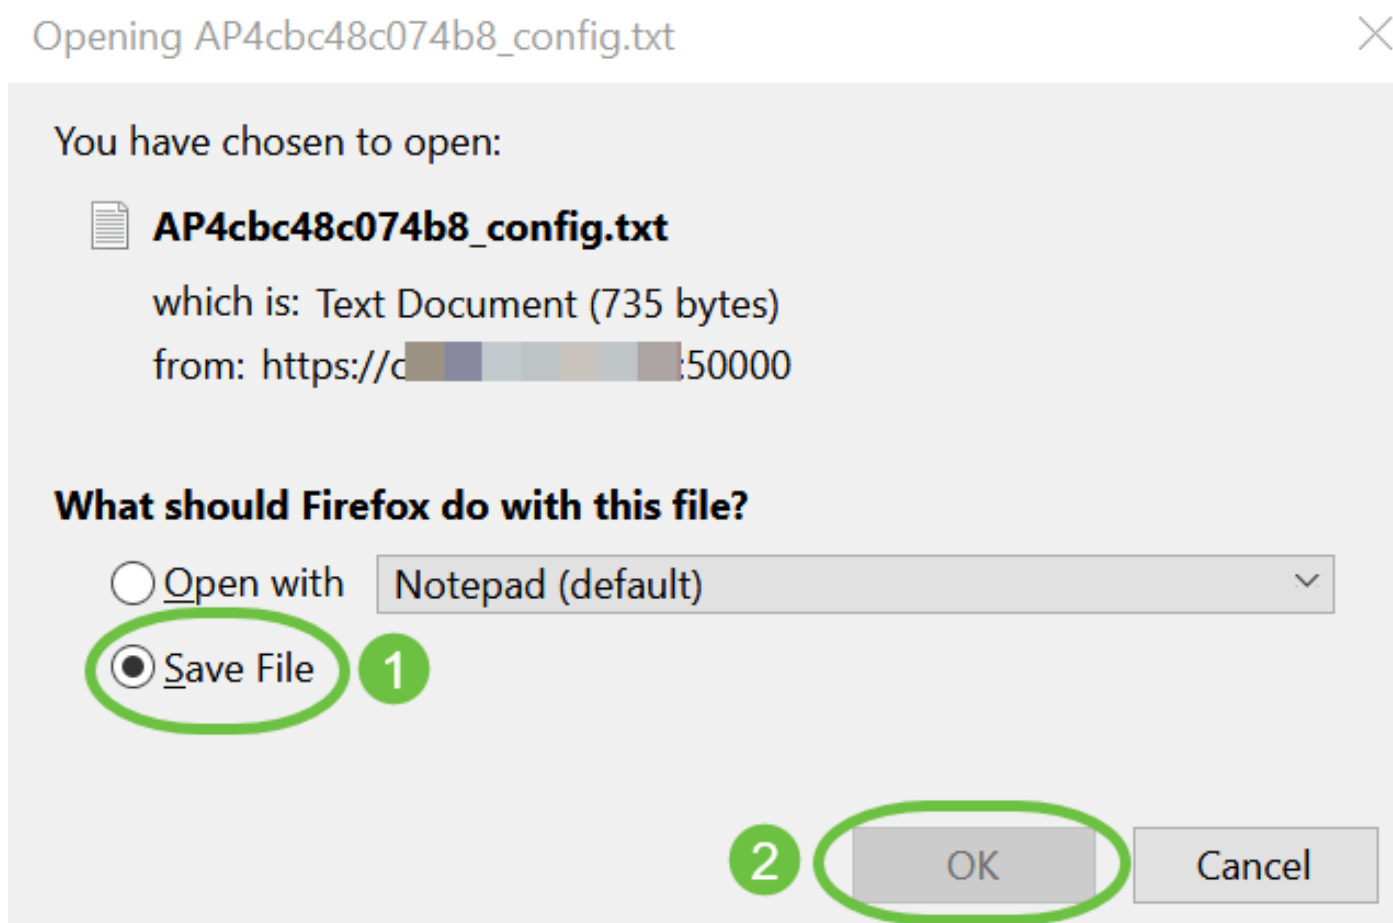 Opening AP4cbc48c074b8_config.txt
You have chosen to open:
AP4cbc48c074b8_config.txt
which is: Text Document (735 bytes)
from: https://c :50000
What should Firefox do with this file?
Open with Notepad (default)
Save File 1
2 OK Cancel